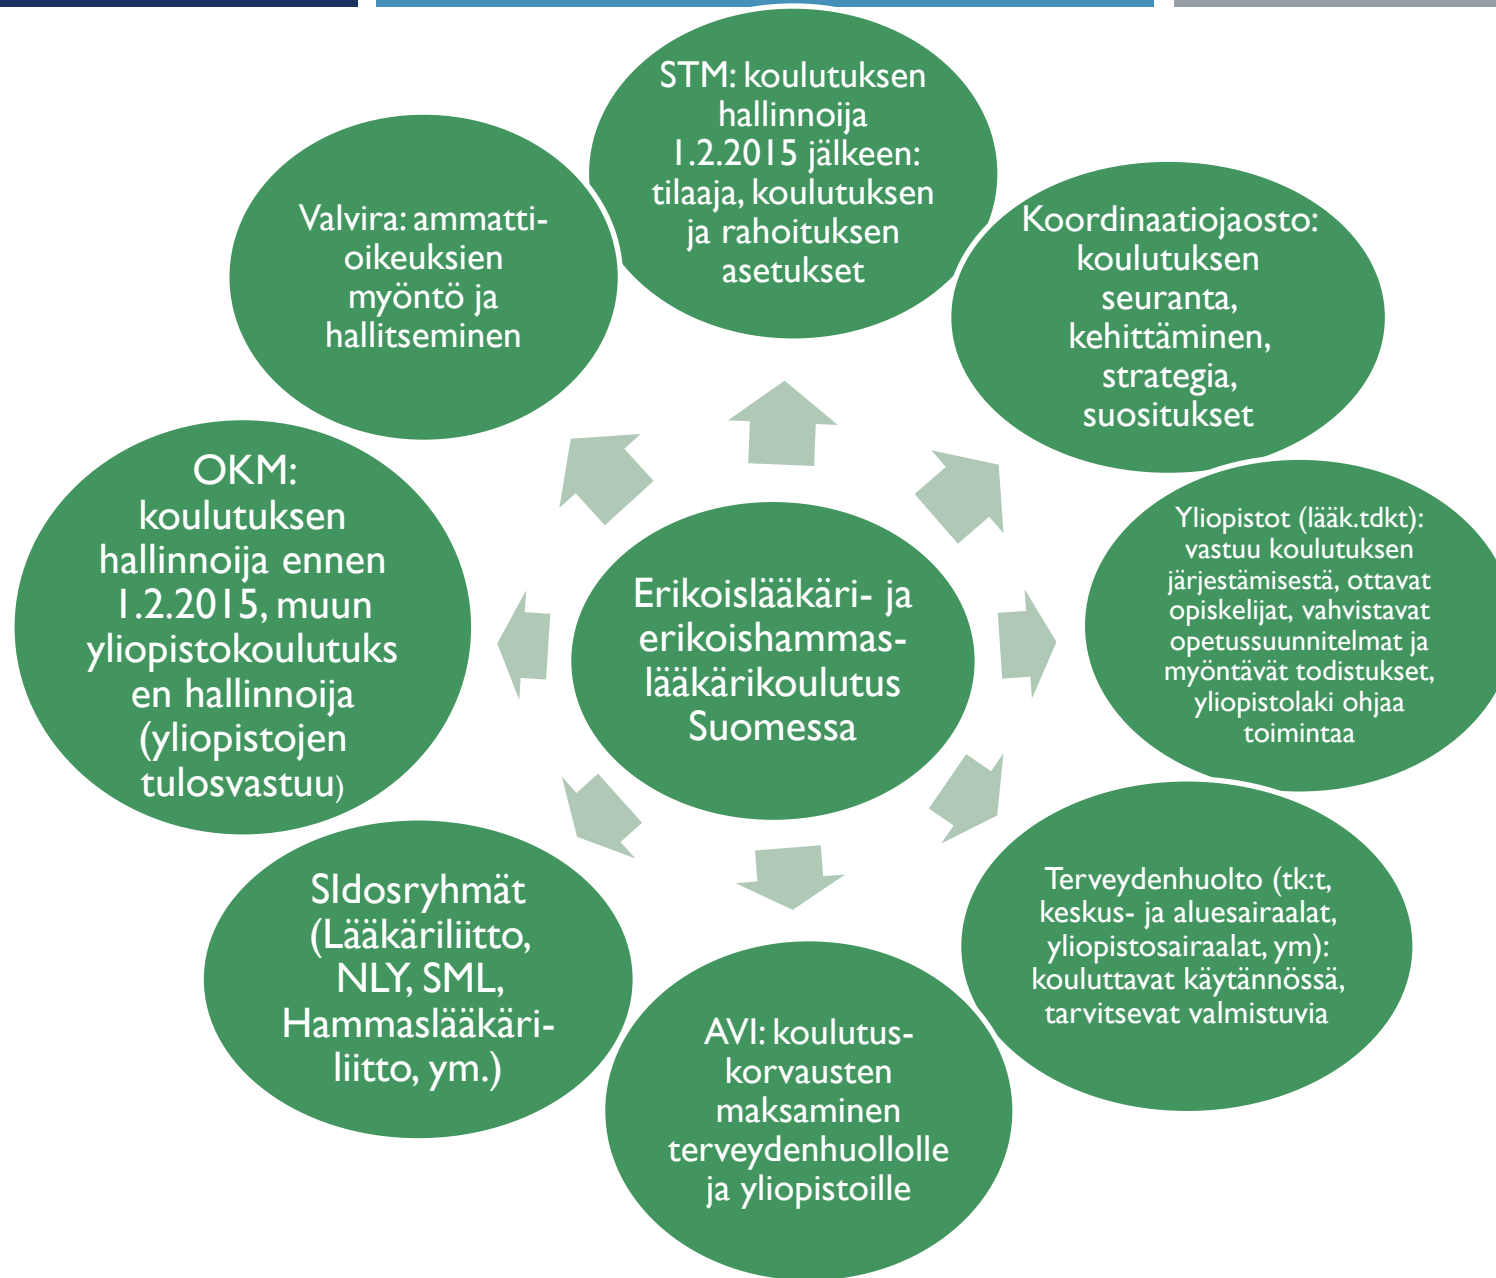 STM: koulutuksen
hallinnoija
1.2.2015 jälkeen:
tilaaja, koulutuksen
ja rahoituksen
asetukset
Koordinaatiojaosto:
koulutuksen
seuranta,
kehittäminen,
strategia,
suositukset
Yliopistot (lääk.tdkt):
vastuu koulutuksen
järjestämisestä, ottavat
opiskelijat, vahvistavat
opetussuunnitelmat ja
myöntävät todistukset,
yliopistolaki ohjaa
toimintaa
Terveydenhuolto (tk:t,
keskus- ja aluesairaalat,
yliopistosairaalat, ym):
kouluttavat käytännössä,
tarvitsevat valmistuvia
AVI: koulutus-
korvausten
maksaminen
terveydenhuollolle
ja yliopistoille
SIdosryhmät
(Lääkäriliitto,
NLY, SML,
Hammaslääkäri-
liitto, ym.)
OKM:
koulutuksen
hallinnoija ennen
1.2.2015, muun
yliopistokoulutuks
en hallinnoija
(yliopistojen
tulosvastuu)
Valvira: ammatti-
oikeuksien
myöntö ja
hallitseminen
Erikoislääkäri- ja
erikoishammas-
lääkärikoulutus
Suomessa